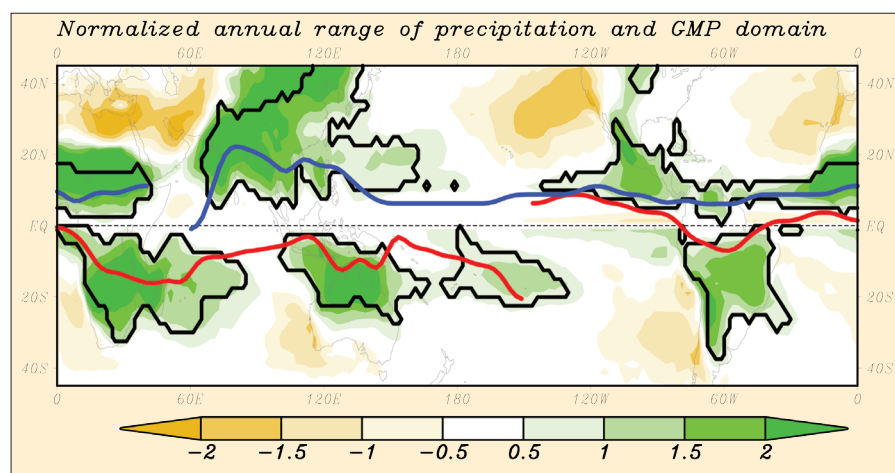 Normalized annual range of precipitation and GMP domain
0 60E 120E 180 120W 60W 0
40N 40N
20N 20N
EQ EQ
20S 20S
40S 40S
0 60E 120E 180 120W 60W 0
-2 -1.5 -1 -0.5 0.5 1 1.5 2